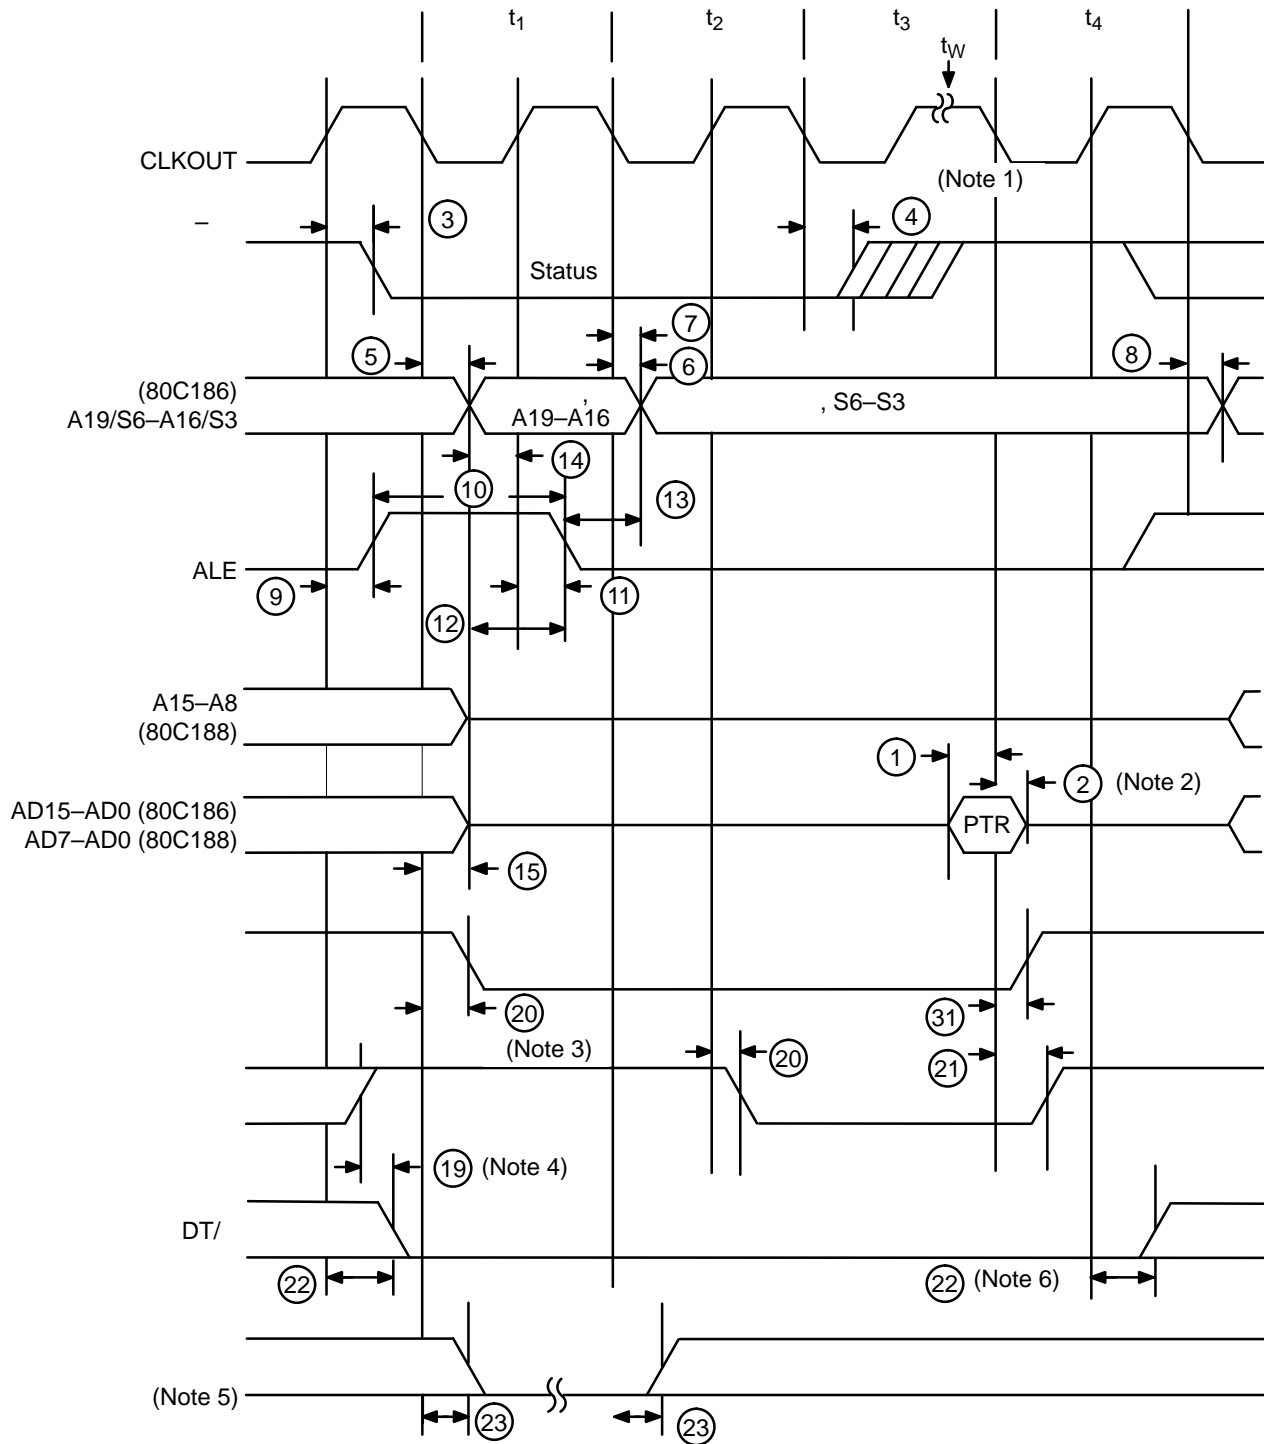 t1 t2 t3 t4
tW
CLKOUT
(Note 1)
–
3 4
Status
7
5 6 8
(80C186)
A19/S6–A16/S3
A19–A16
,
, S6–S3
14
10 13
ALE
9 11
12
A15–A8
(80C188)
1
2 (Note 2)
AD15–AD0 (80C186)
AD7–AD0 (80C188)
PTR
15
20 31
(Note 3)
20 21
19 (Note 4)
DT/
22 22 (Note 6)
(Note 5)
23 23